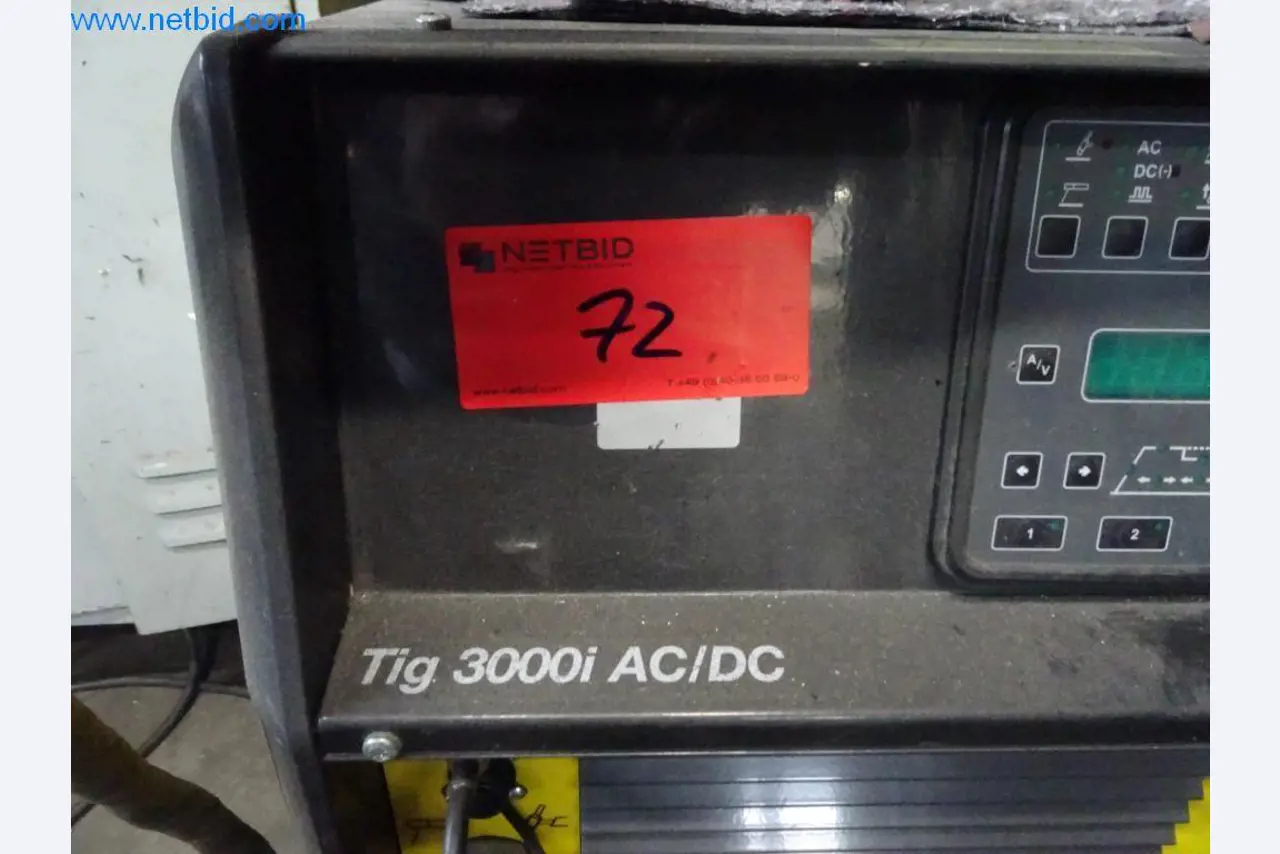 www.netbid.com
AC
DC(-)
NETBID
72
www.netbid.com
A/V
1
2
Tig 3000i AC/DC